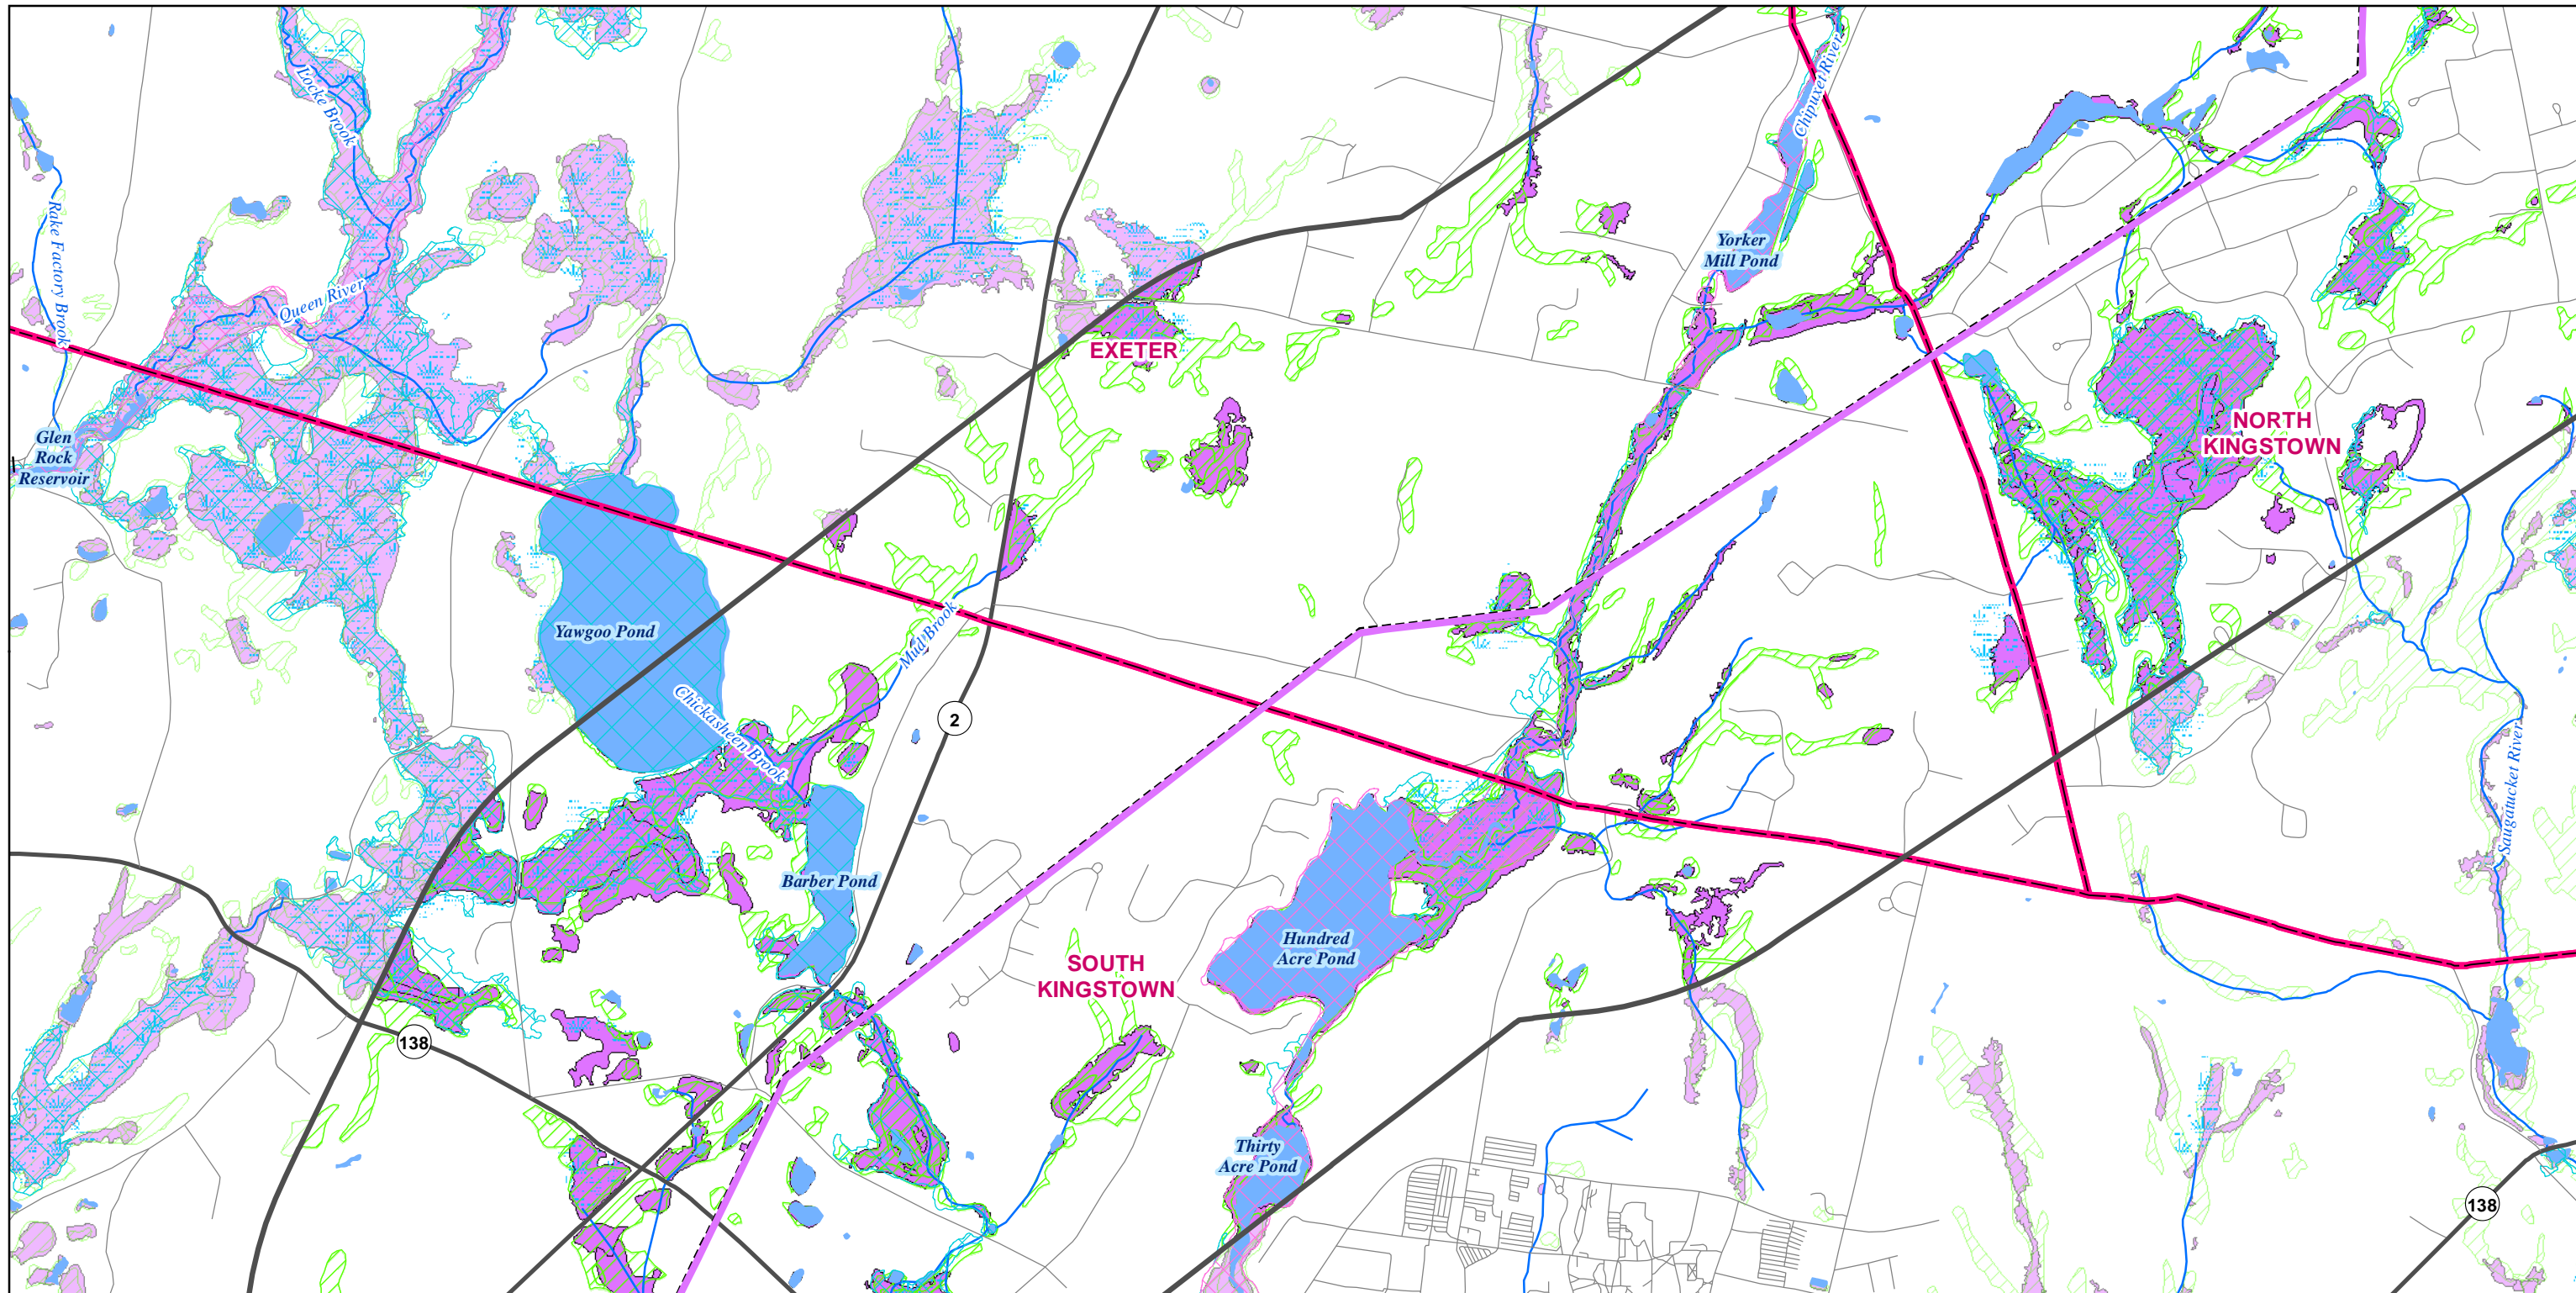 Locke Brook
Chipuxet River
Rake Factory Brook
Yorker
Mill Pond
Queen River
EXETER
NORTH
KINGSTOWN
Glen
Rock
Reservoir
Yawgoo Pond
Mud Brook
Chickasheen Brook
2
Saugatucket River
Barber Pond
Hundred
Acre Pond
SOUTH
KINGSTOWN
138
Thirty
Acre Pond
138